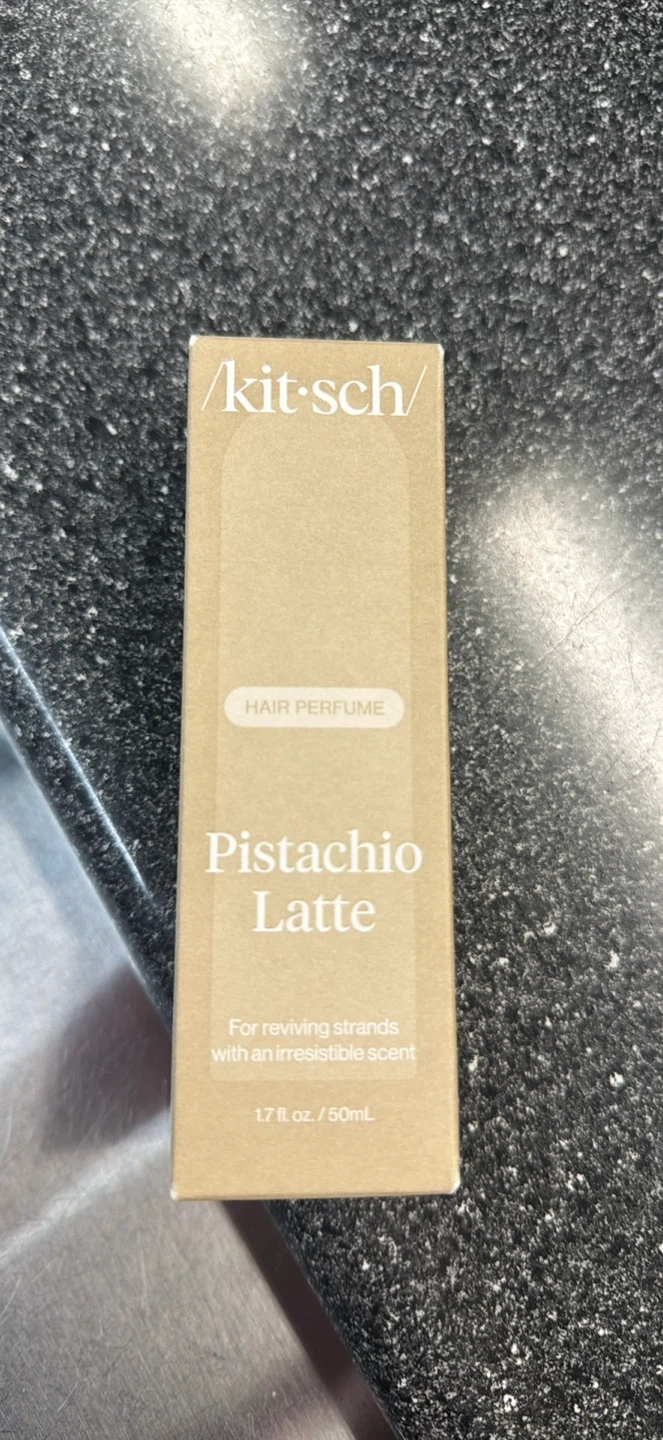 /kit·sch/
HAIR PERFUME
Pistachio
Latte
For reviving strands
with an irresistible scent
1.7 fl. oz. / 50mL